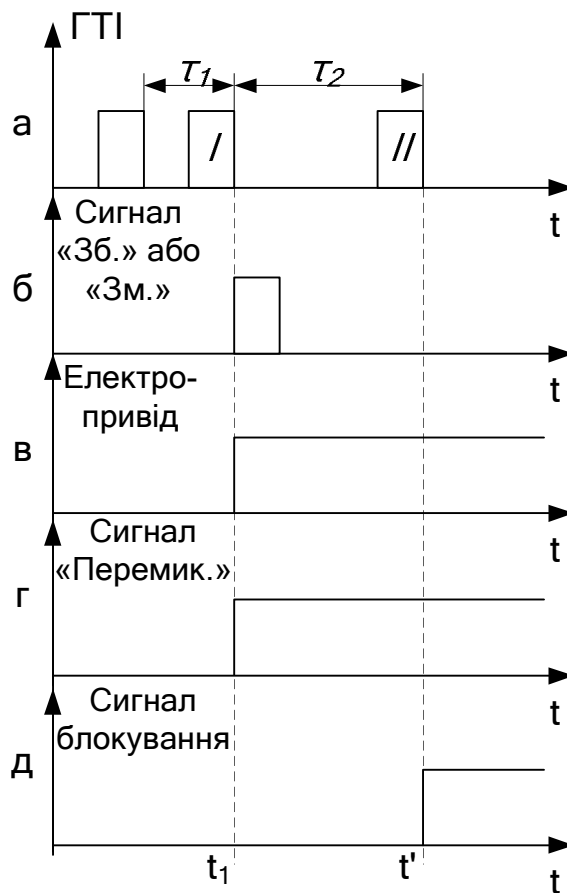 ГТІ
τ1 τ2
а
/ //
t
Сигнал
«Зб.» або
«Зм.»
б
t
Електро-
привід
в
t
Сигнал
«Перемик.»
г
t
Сигнал
блокування
д
t1 t'
t